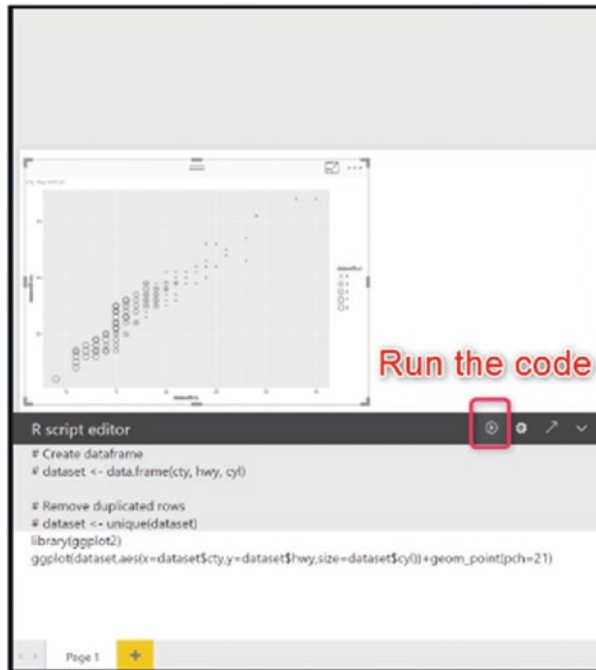 Run the code
R script editor
# Create dataframe
# dataset <- data.frame(cty, hwy, cyl)
# Remove duplicated rows
# dataset <- unique(dataset)
library(ggplot2)
ggplot(dataset,aes(x=dataset$cty,y=dataset$hwy,size=dataset$cyl))+geom_point(pch=21)
Page 1